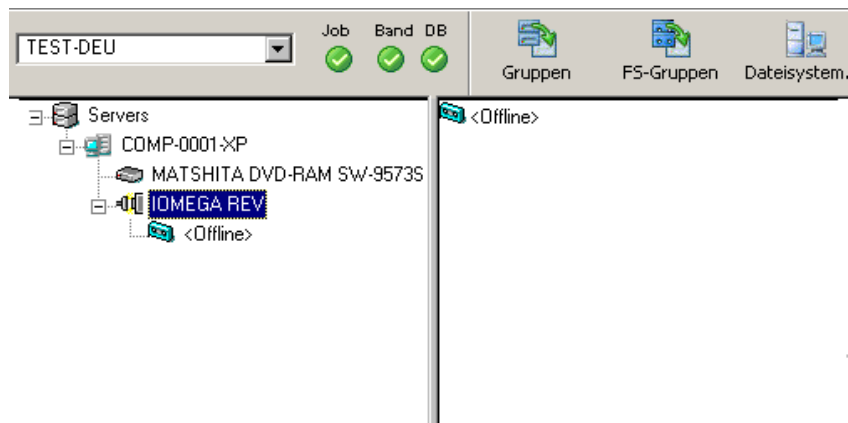 TEST-DEU
Job Band DB
Gruppen
FS-Gruppen
Dateisystem.
Servers
COMP-0001-XP
MATSHITA DVD-RAM SW-9573S
IOMEGA REV
<Offline>
<Offline>